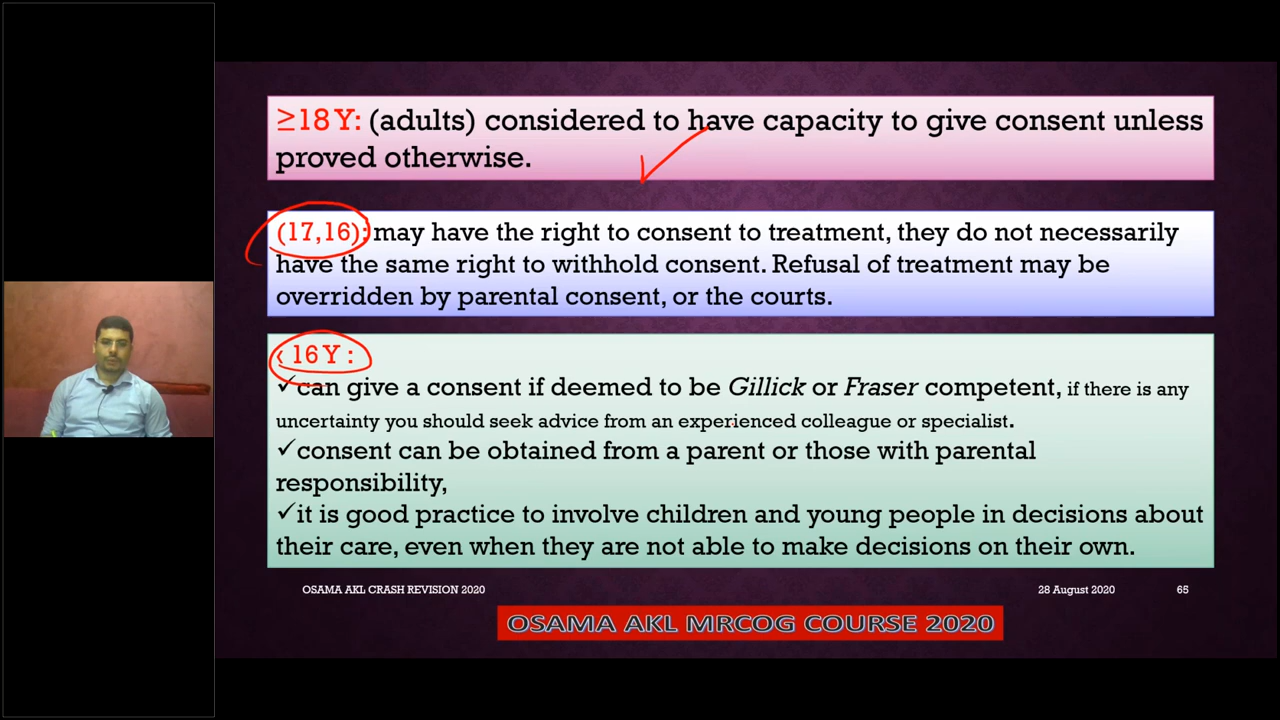 ≥18 Y: (adults) considered to have capacity to give consent unless
proved otherwise.
(17,16): may have the right to consent to treatment, they do not necessarily
have the same right to withhold consent. Refusal of treatment may be
overridden by parental consent, or the courts.
‹ 16 Y :
✓can give a consent if deemed to be Gillick or Fraser competent, if there is any
uncertainty you should seek advice from an experienced colleague or specialist.
✓consent can be obtained from a parent or those with parental
responsibility,
✓it is good practice to involve children and young people in decisions about
their care, even when they are not able to make decisions on their own.
OSAMA AKL CRASH REVISION 2020
28 August 2020
65
OSAMA AKL MRCOG COURSE 2020